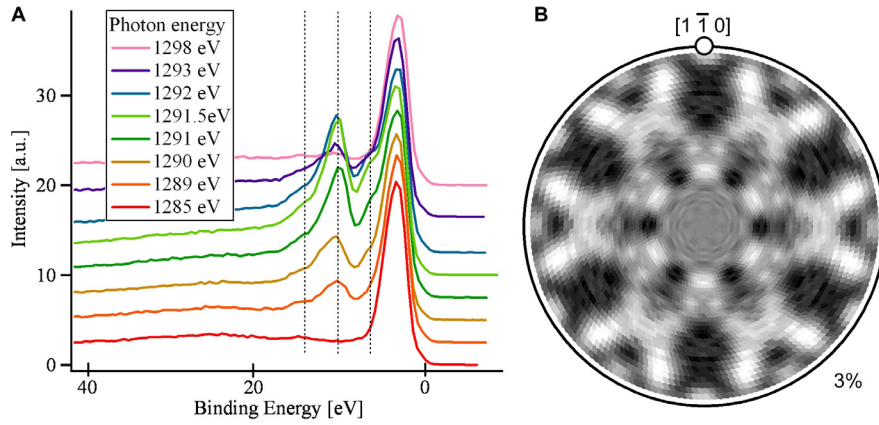 A
Photon energy
1298 eV
1293 eV
1292 eV
1291.5eV
1291 eV
1290 eV
1289 eV
1285 eV
Intensity [a.u.]
30
20
10
0
40
20
0
Binding Energy [eV]
B
[1 1̅ 0]
3%